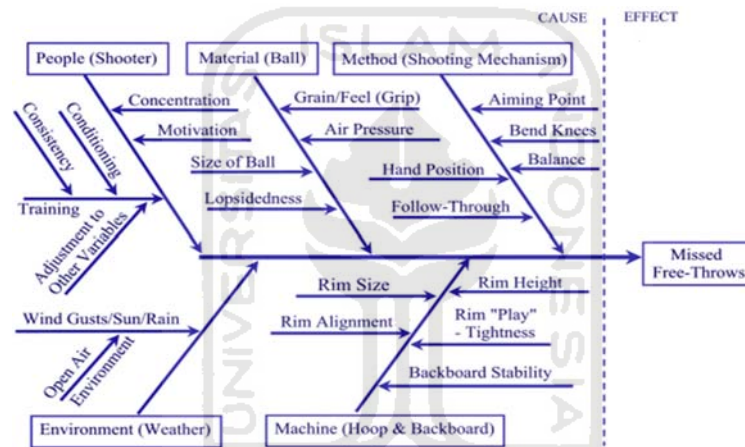 CAUSE
EFFECT
People (Shooter)
Material (Ball)
Method (Shooting Mechanism)
Concentration
Motivation
Consistency
Conditioning
Training
Adjustment to
Other Variables
Grain/Feel (Grip)
Air Pressure
Size of Ball
Lopsidedness
Aiming Point
Bend Knees
Balance
Hand Position
Follow-Through
Missed
Free-Throws
Wind Gusts/Sun/Rain
Open Air
Environment
Rim Size
Rim Alignment
Rim Height
Rim "Play"
- Tightness
Backboard Stability
Environment (Weather)
Machine (Hoop & Backboard)
UNIVERSITAS
ISLAM
INDONESIA